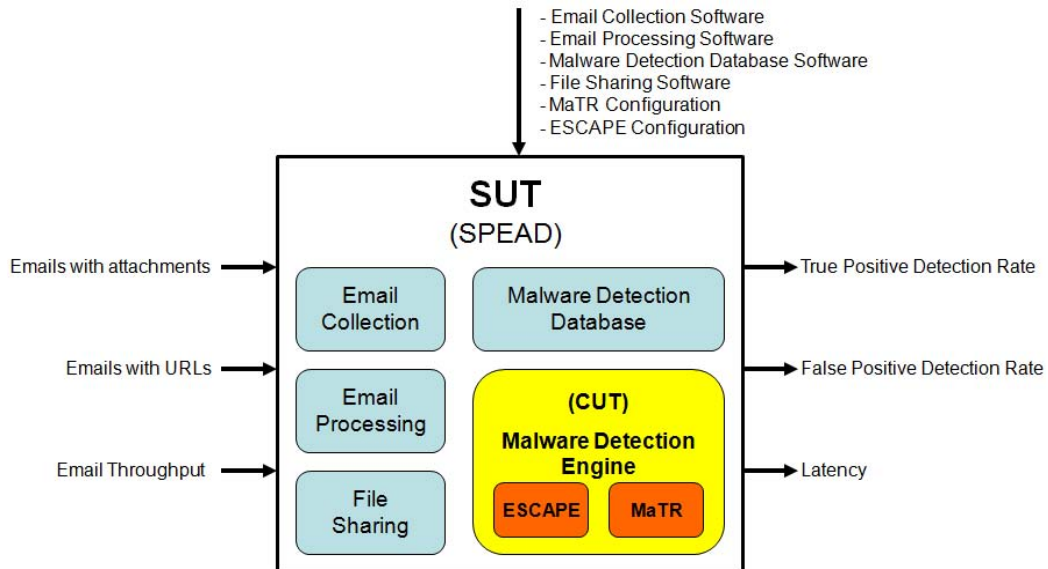 - Email Collection Software
- Email Processing Software
- Malware Detection Database Software
- File Sharing Software
- MaTR Configuration
- ESCAPE Configuration
SUT
(SPEAD)
Emails with attachments
Emails with URLs
Email Throughput
Email
Collection
Email
Processing
File
Sharing
Malware Detection
Database
(CUT)
Malware Detection
Engine
ESCAPE
MaTR
True Positive Detection Rate
False Positive Detection Rate
Latency